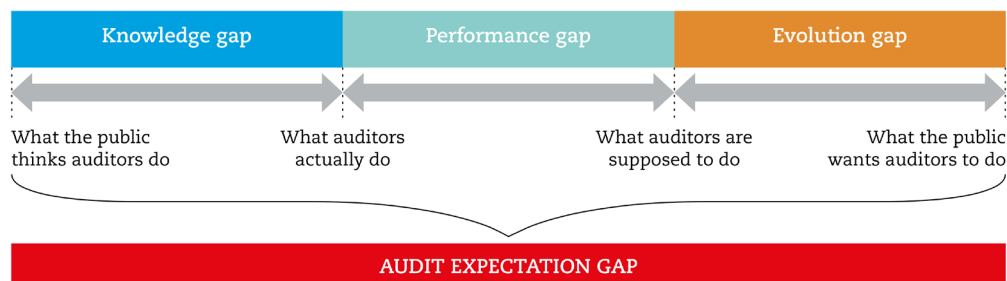 Knowledge gap
Performance gap
Evolution gap
What the public
thinks auditors do
What auditors
actually do
What auditors are
supposed to do
What the public
wants auditors to do
AUDIT EXPECTATION GAP